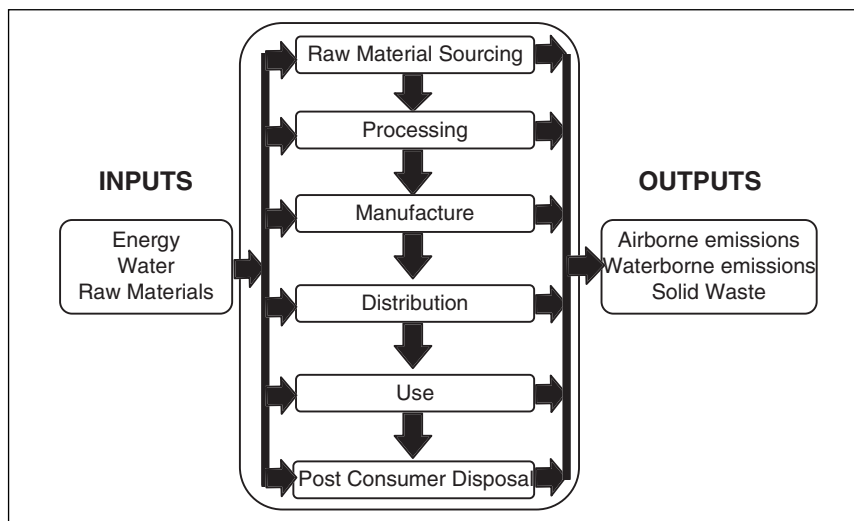 INPUTS
Energy
Water
Raw Materials
Raw Material Sourcing
Processing
Manufacture
Distribution
Use
Post Consumer Disposal
OUTPUTS
Airborne emissions
Waterborne emissions
Solid Waste